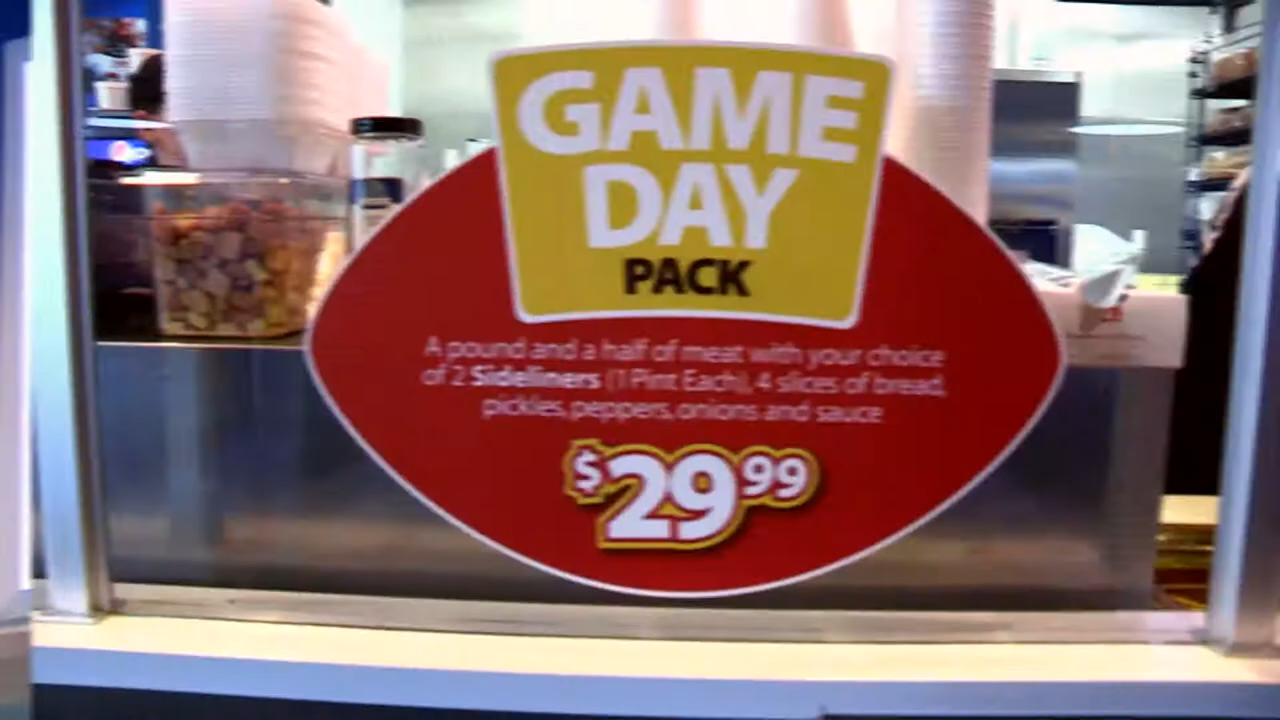 GAME
DAY
PACK
A pound and a half of meat with your choice
of 2 Sideliners (1 Pint Each), 4 slices of bread,
pickles, peppers, onions and sauce
$29.99